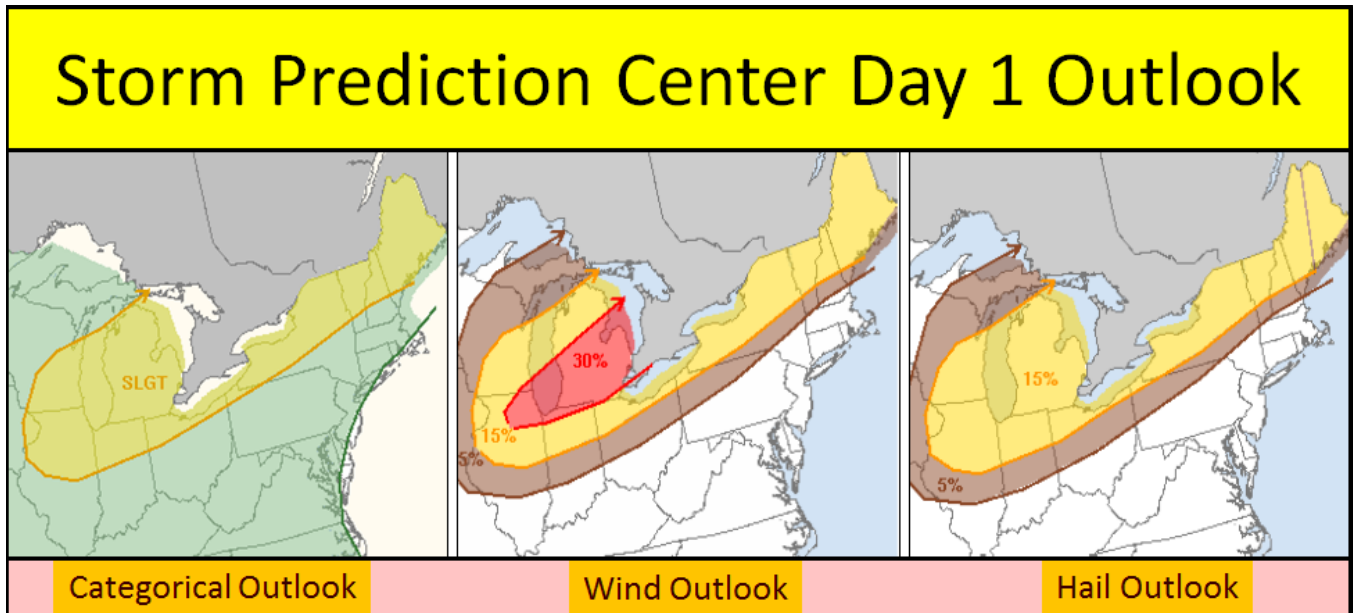 Storm Prediction Center Day 1 Outlook
SLGT
30%
15%
5%
15%
5%
Categorical Outlook
Wind Outlook
Hail Outlook